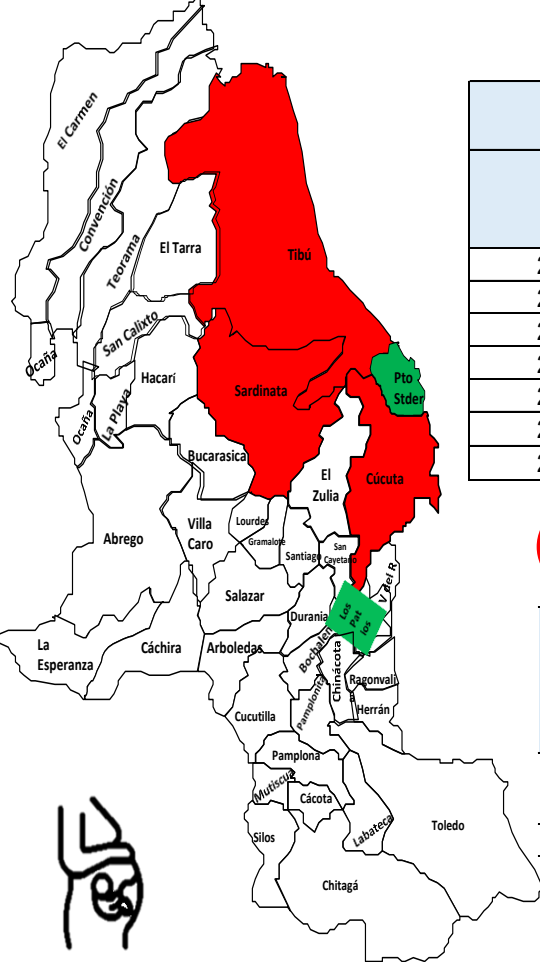 El Carmen
Convención
Teorama
El Tarra
Tibú
San Calixto
Ocaña
Hacarí
Sardinata
Pto
Stder
La Playa
Ocaña
Bucarasica
El
Zulia
Cúcuta
Abrego
Villa
Caro
Lourdes
Gramalote
Santiago
San
Cayetano
V del R
Salazar
Durania
Los
Pat
ios
La
Esperanza
Cáchira
Arboledas
Bochalen
Chinácota
Ragonvali
a
Pamplonita
Herrán
Cucutilla
Pamplona
Mutiscua
Cácota
Labateca
Toledo
Silos
Chitagá